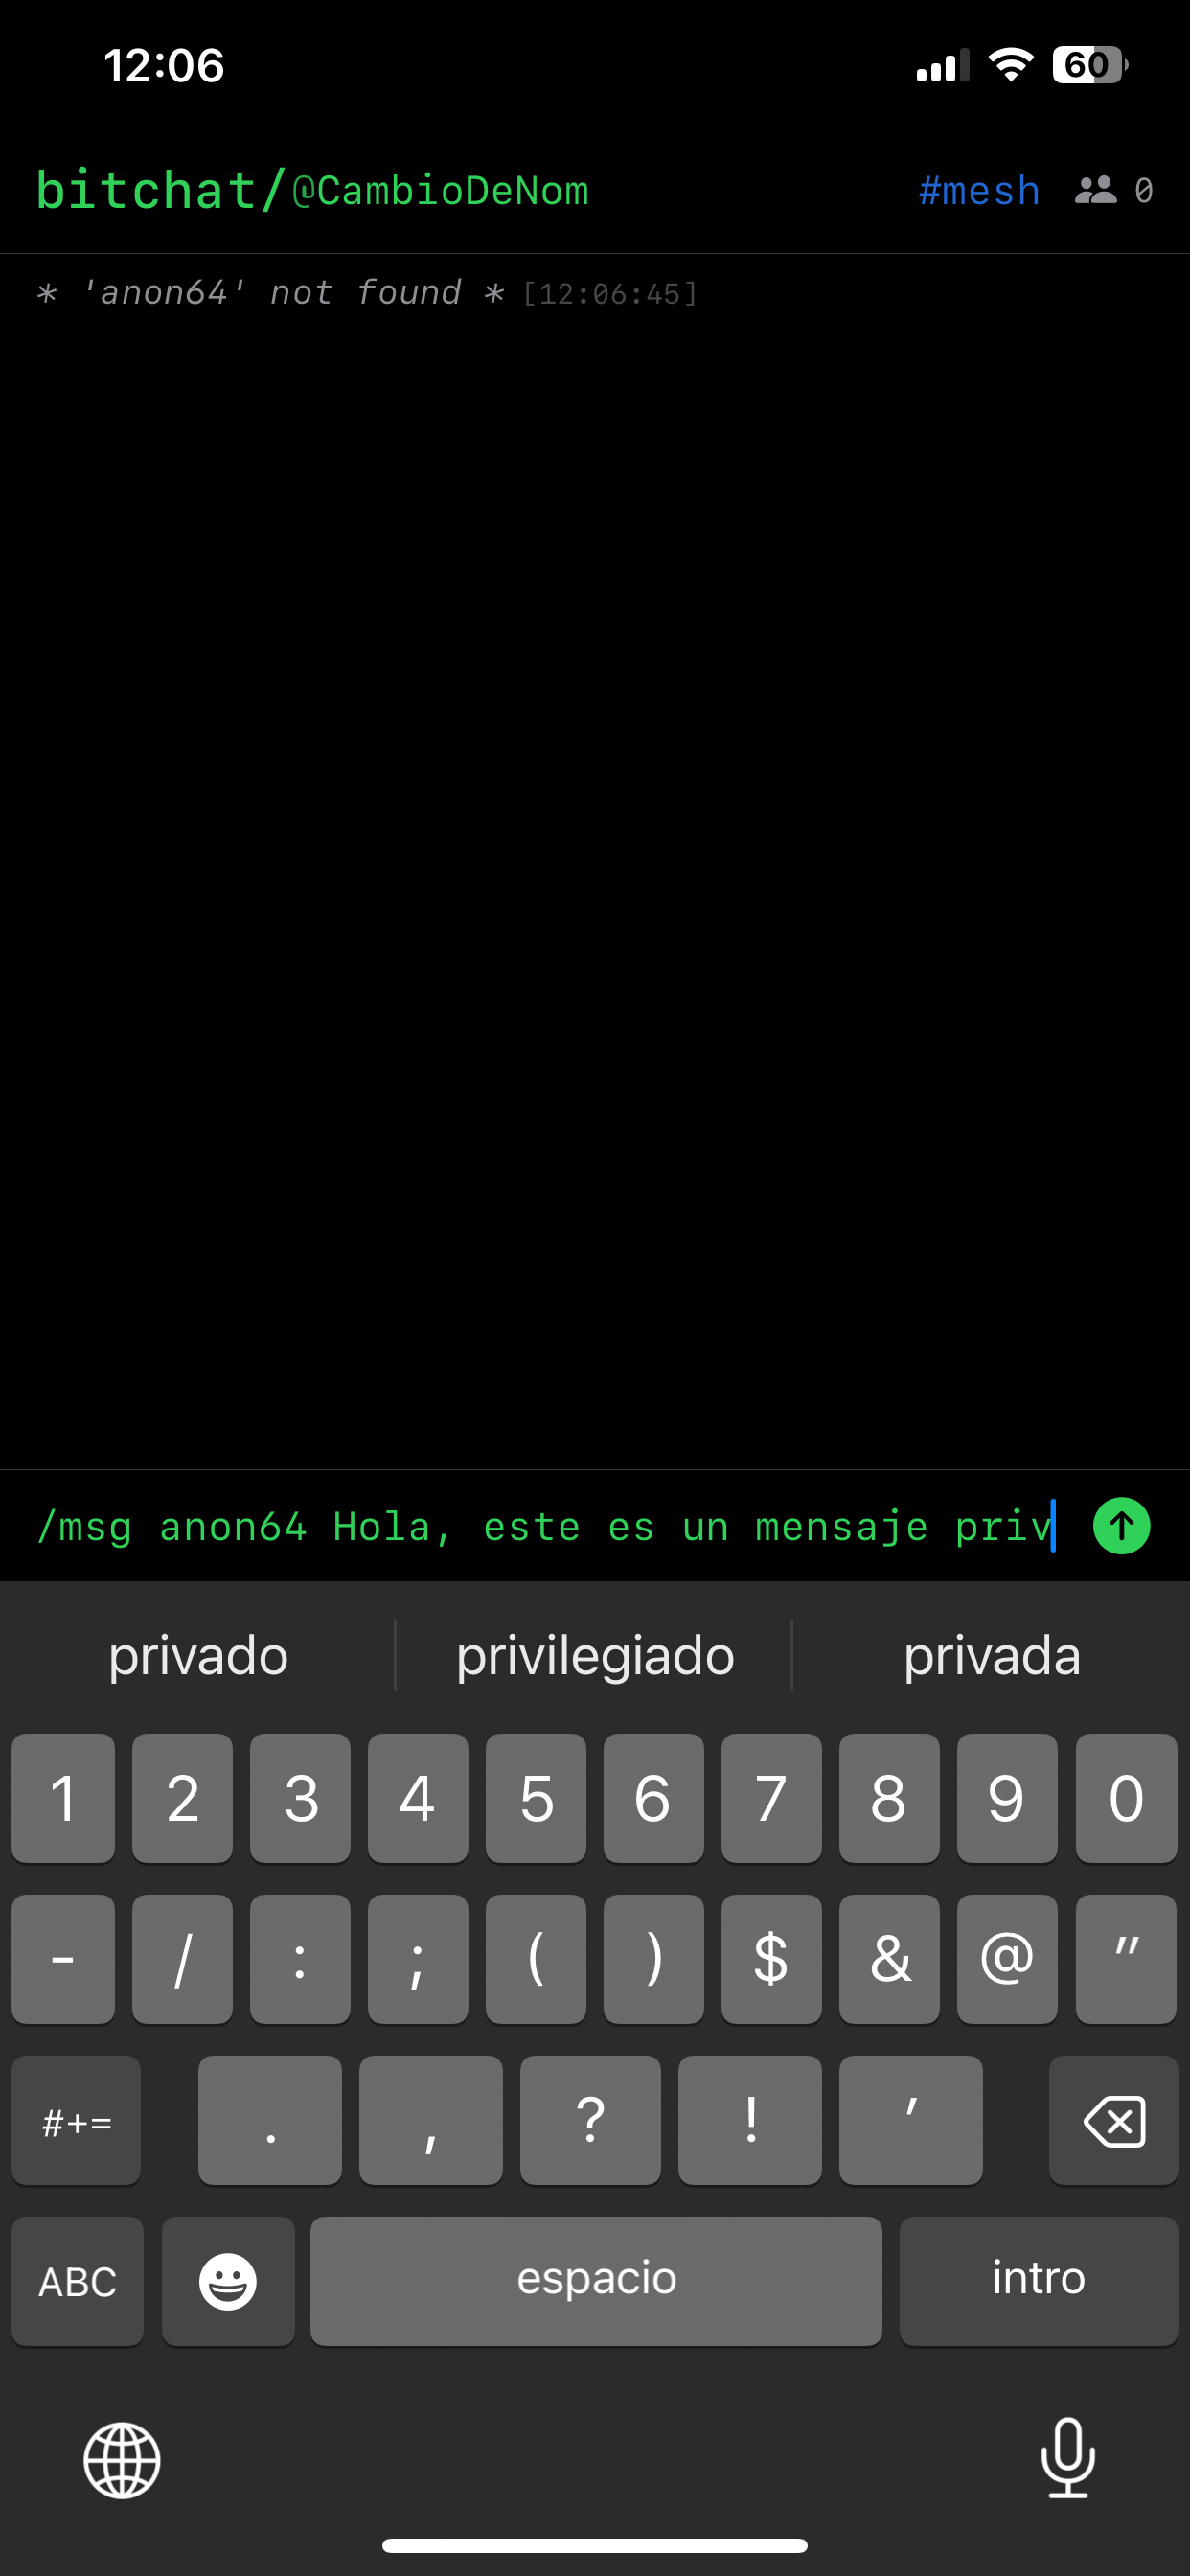 12:06 60
bitchat/@CambioDeNom #mesh 0
* 'anon64' not found * [12:06:45]
/msg anon64 Hola, este es un mensaje priv
privado privilegiado privada
1 2 3 4 5 6 7 8 9 0
- / : ; ( ) $ & @ "
#+= . , ? ! '
ABC espacio intro